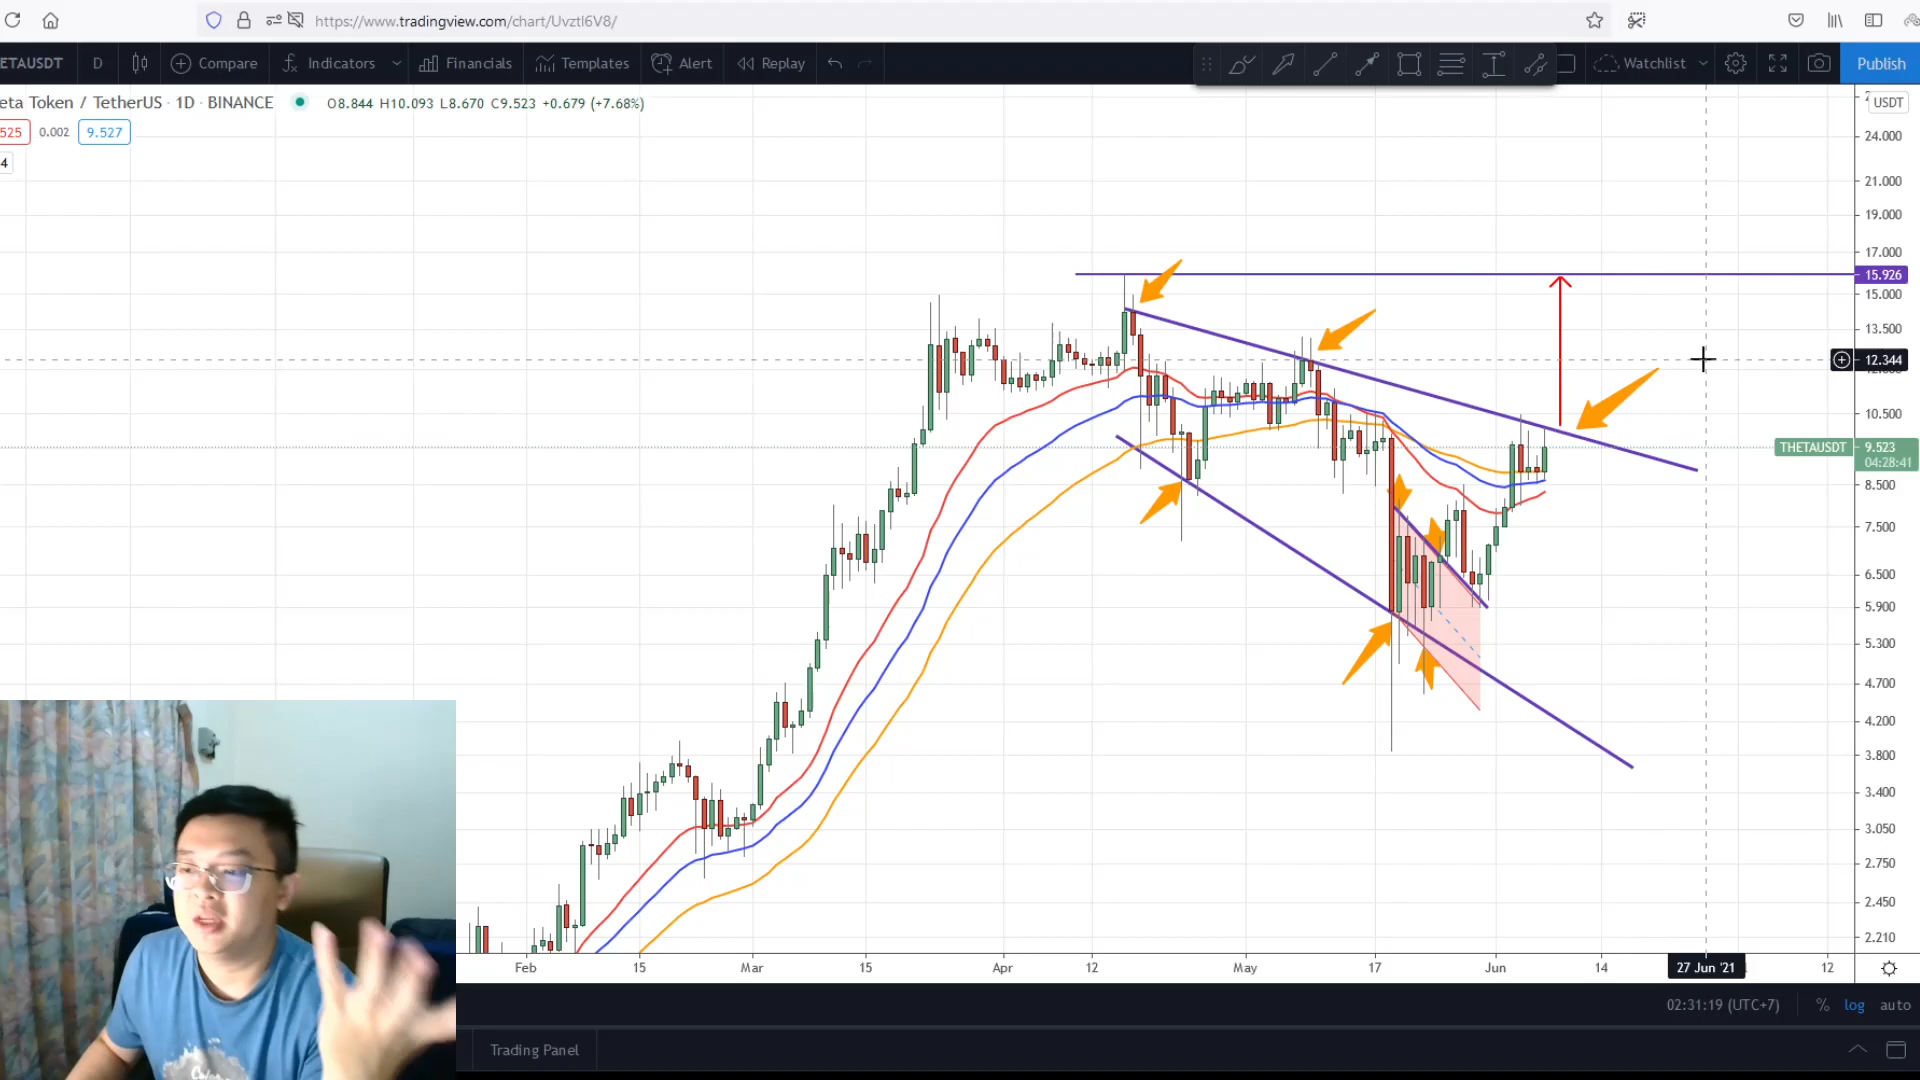 https://www.tradingview.com/chart/Uvztl6V8/
ETAUSDT D Compare Indicators Financials Templates Alert Replay Watchlist Publish
eta Token / TetherUS · 1D · BINANCE O8.844 H10.093 L8.670 C9.523 +0.679 (+7.68%)
USDT
525 0.002 9.527
4
24.000
21.000
19.000
17.000
15.926
15.000
13.500
12.344
10.500
THETAUSDT 9.523
04:28:41
8.500
7.500
6.500
5.900
5.300
4.700
4.200
3.800
3.400
3.050
2.750
2.450
2.210
Feb 15 Mar 15 Apr 12 May 17 Jun 14 27 Jun '21 12
02:31:19 (UTC+7) % log auto
Trading Panel